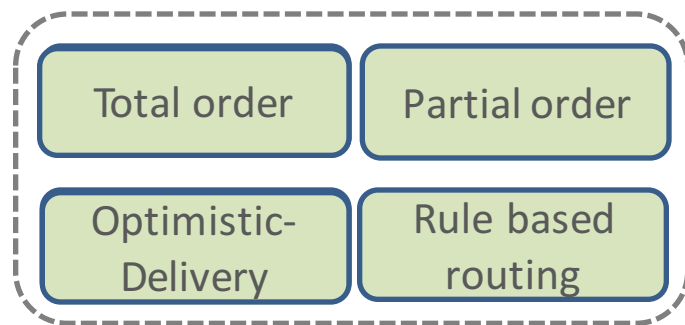 Total order
Partial order
Optimistic-
Delivery
Rule based
routing